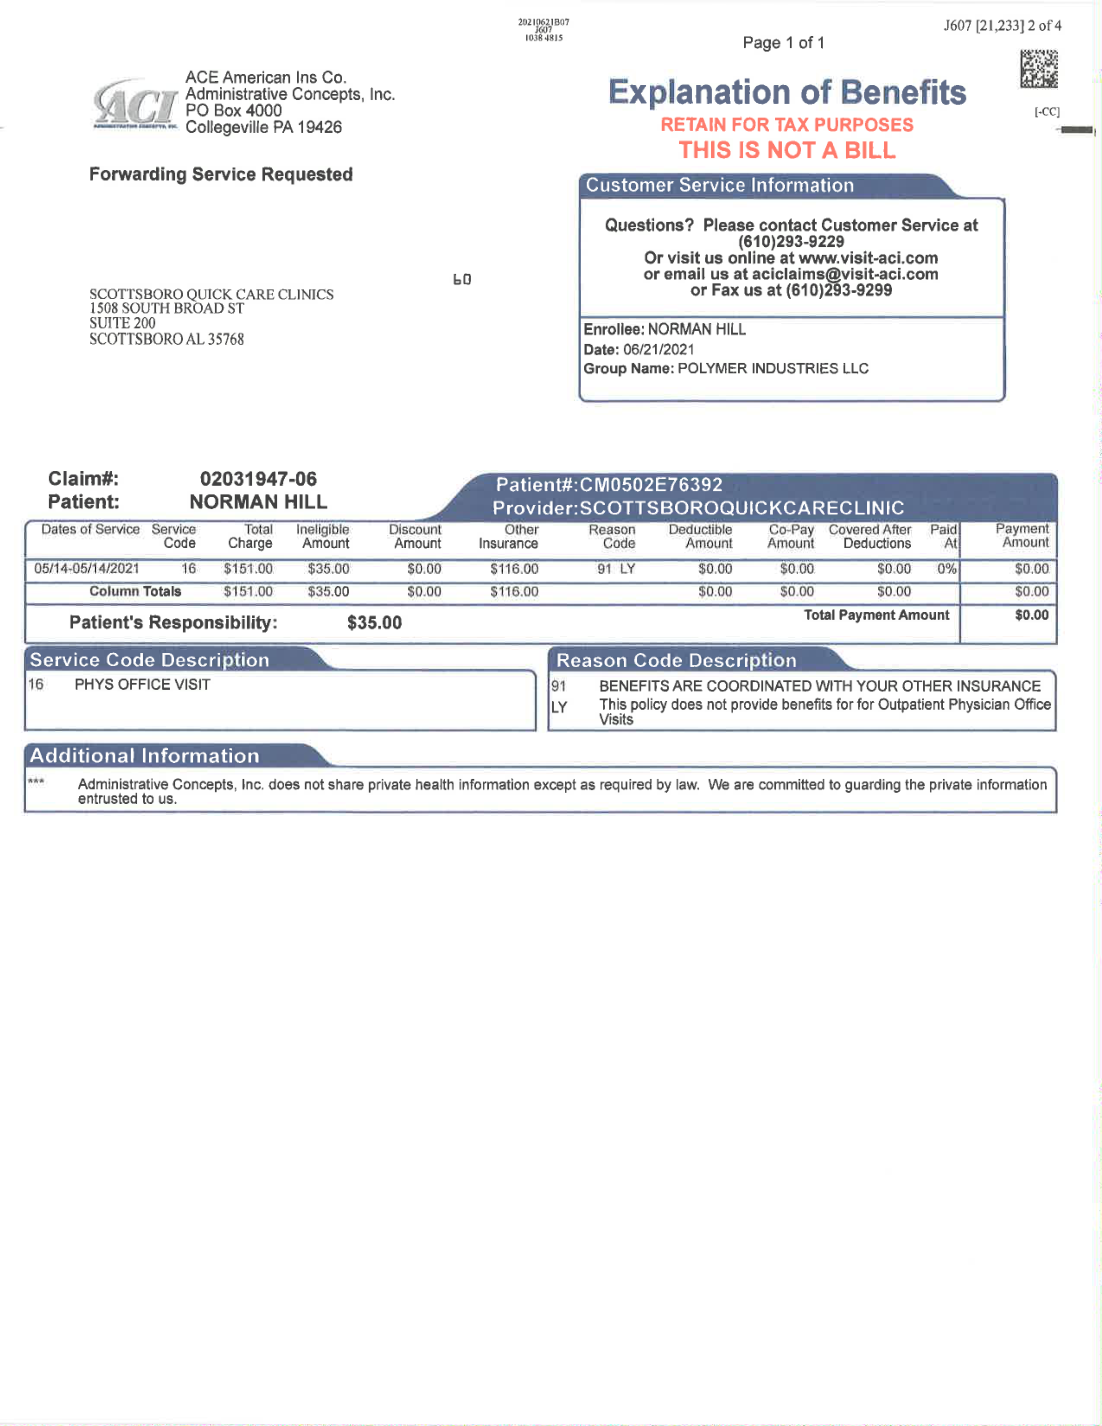 20210621B07
J607
1038 4815
J607 [21,233] 2 of 4
Page 1 of 1
ACI
ACE American Ins Co.
Administrative Concepts, Inc.
PO Box 4000
Collegeville PA 19426
Explanation of Benefits
RETAIN FOR TAX PURPOSES
THIS IS NOT A BILL
[-CC]
Forwarding Service Requested
Customer Service Information
Questions? Please contact Customer Service at
(610)293-9229
Or visit us online at www.visit-aci.com
or email us at aciclaims@visit-aci.com
or Fax us at (610)293-9299
60
SCOTTSBORO QUICK CARE CLINICS
1508 SOUTH BROAD ST
SUITE 200
SCOTTSBORO AL 35768
Enrollee: NORMAN HILL
Date: 06/21/2021
Group Name: POLYMER INDUSTRIES LLC
Claim#: 02031947-06
Patient: NORMAN HILL
Patient#:CM0502E76392
Provider:SCOTTSBOROQUICKCARECLINIC
Dates of Service Service Total Ineligible Discount Other Reason Deductible Co-Pay Covered After Paid Payment
Code Charge Amount Amount Insurance Code Amount Amount Deductions At Amount
05/14-05/14/2021 16 $151.00 $35.00 $0.00 $116.00 91 LY $0.00 $0.00 $0.00 0% $0.00
Column Totals $151.00 $35.00 $0.00 $116.00 $0.00 $0.00 $0.00 $0.00
Patient's Responsibility: $35.00 Total Payment Amount $0.00
Service Code Description
16 PHYS OFFICE VISIT
Reason Code Description
91 BENEFITS ARE COORDINATED WITH YOUR OTHER INSURANCE
LY This policy does not provide benefits for for Outpatient Physician Office
Visits
Additional Information
*** Administrative Concepts, Inc. does not share private health information except as required by law. We are committed to guarding the private information
entrusted to us.